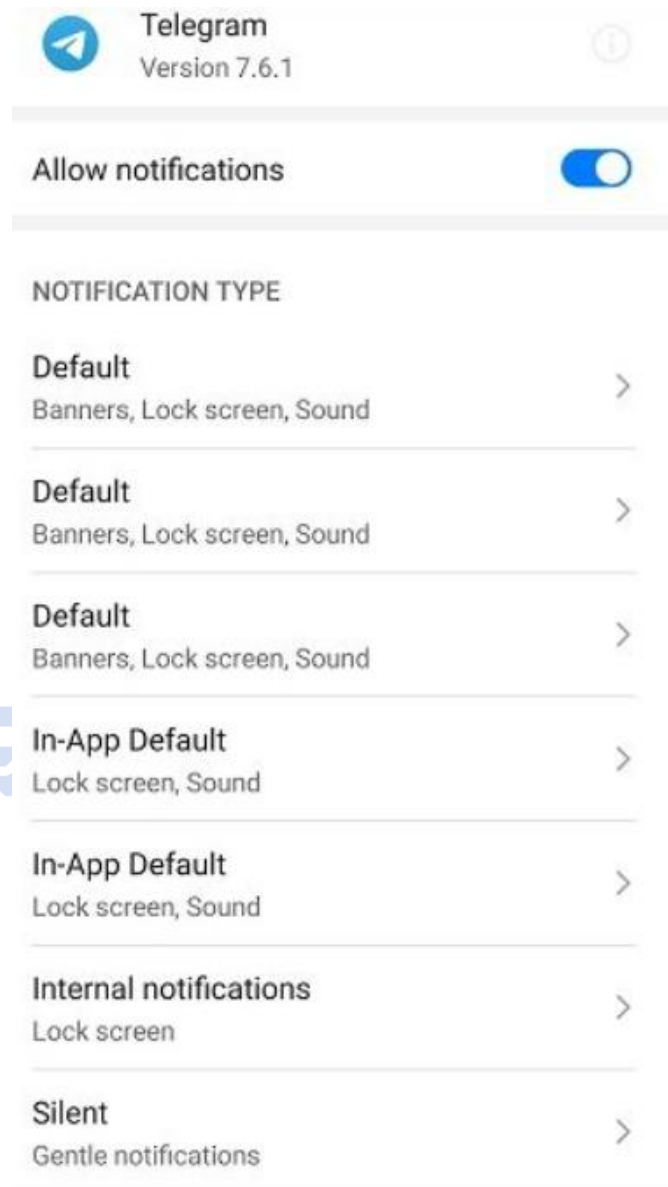 Telegram
Version 7.6.1
Allow notifications
NOTIFICATION TYPE
Default
Banners, Lock screen, Sound
Default
Banners, Lock screen, Sound
Default
Banners, Lock screen, Sound
In-App Default
Lock screen, Sound
In-App Default
Lock screen, Sound
Internal notifications
Lock screen
Silent
Gentle notifications